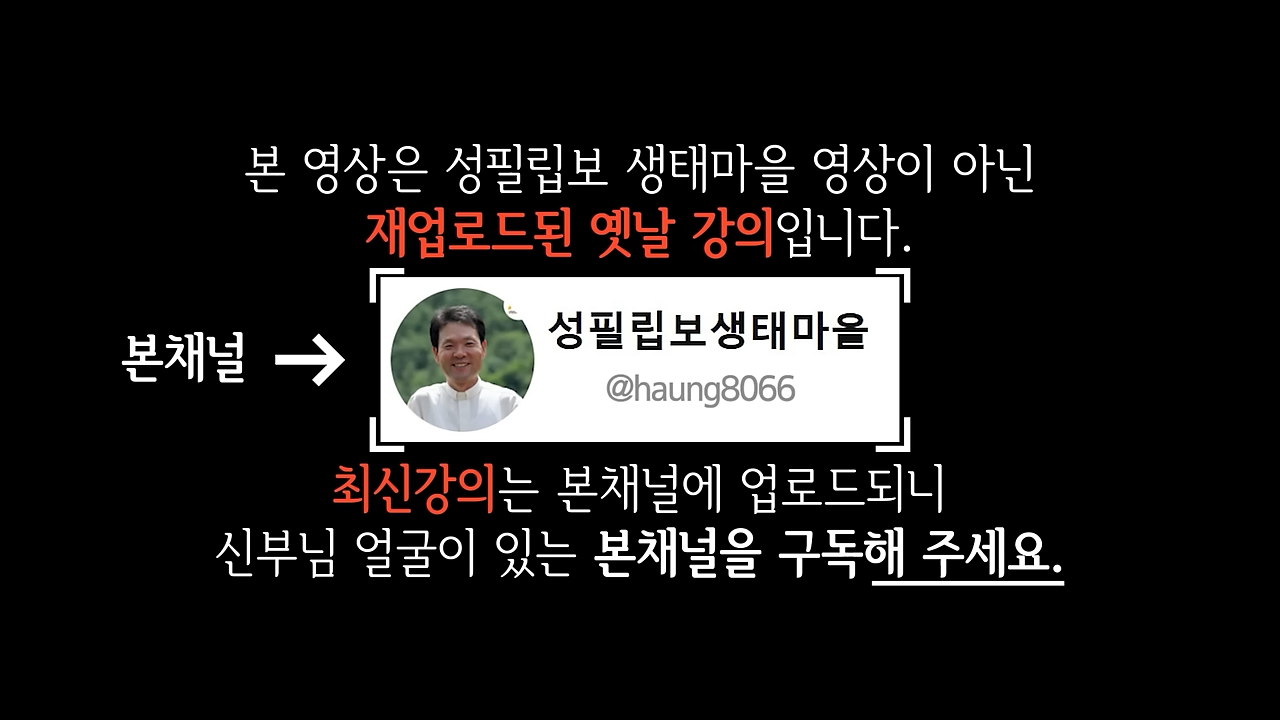 본 영상은 성필립보 생태마을 영상이 아닌
재업로드된 옛날 강의입니다.
본채널 →
성필립보생태마을
@haung8066
최신강의는 본채널에 업로드되니
신부님 얼굴이 있는 본채널을 구독해 주세요.